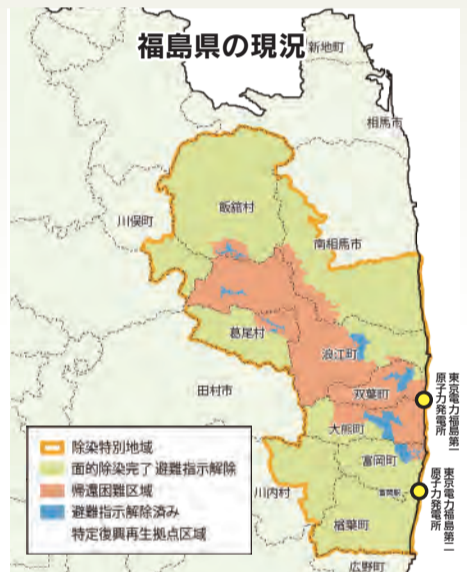 福島県の現況
新地町
相馬市
飯舘村
川俣町
南相馬市
葛尾村
浪江町
田村市
双葉町
東京電力福島第一
原子力発電所
大熊町
富岡町
川内村
東京電力福島第二
原子力発電所
楢葉町
広野町
除染特別地域
面的除染完了 避難指示解除
帰還困難区域
避難指示解除済み
特定復興再生拠点区域